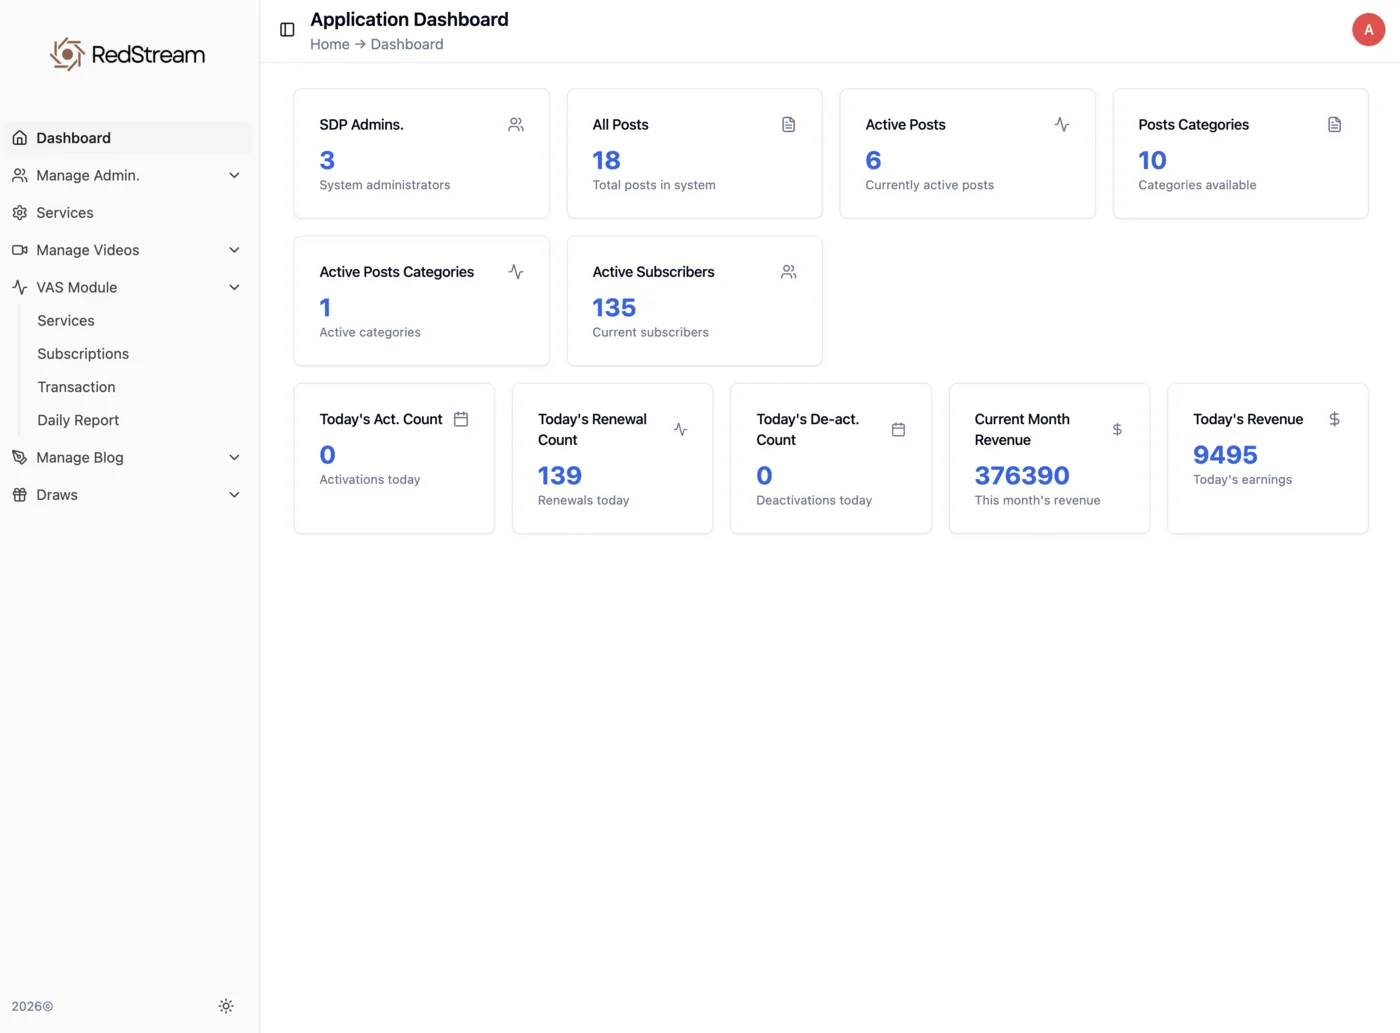 RedStream
Dashboard
Manage Admin.
Services
Manage Videos
VAS Module
Services
Subscriptions
Transaction
Daily Report
Manage Blog
Draws
2026©
Application Dashboard
Home → Dashboard
A
SDP Admins.
3
System administrators
All Posts
18
Total posts in system
Active Posts
6
Currently active posts
Posts Categories
10
Categories available
Active Posts Categories
1
Active categories
Active Subscribers
135
Current subscribers
Today's Act. Count
0
Activations today
Today's Renewal
Count
139
Renewals today
Today's De-act.
Count
0
Deactivations today
Current Month
Revenue
$
376390
This month's revenue
Today's Revenue
$
9495
Today's earnings